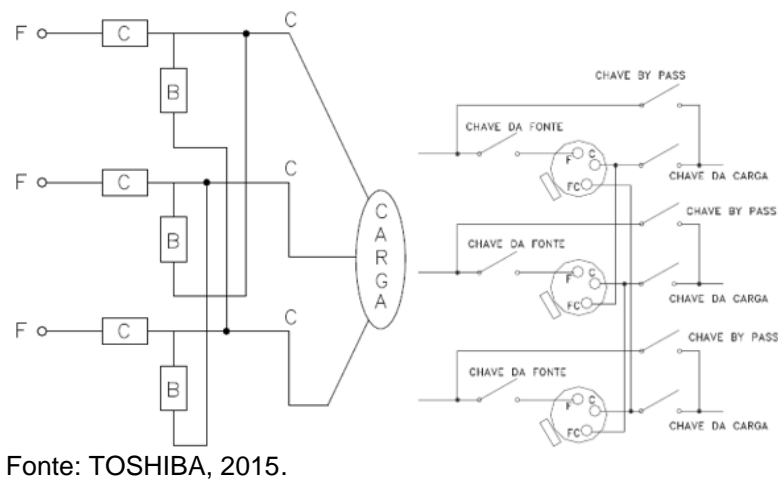 F
C
B
C
F
C
B
C
F
C
B
C
CARGA
CHAVE BY PASS
CHAVE DA FONTE
F
C
FC
CHAVE DA CARGA
CHAVE BY PASS
CHAVE DA FONTE
F
C
FC
CHAVE DA CARGA
CHAVE BY PASS
CHAVE DA FONTE
F
C
FC
CHAVE DA CARGA
Fonte: TOSHIBA, 2015.